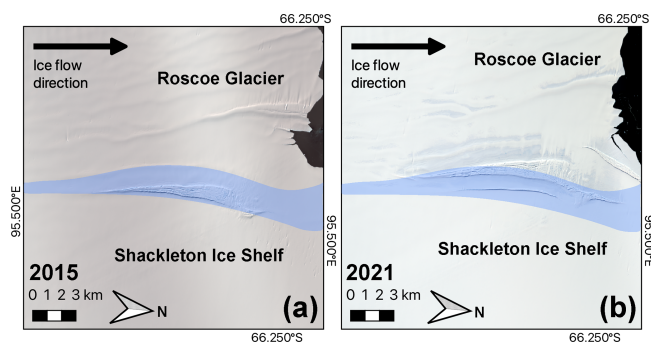 66.250°S
66.250°S
Ice flow
direction
Roscoe Glacier
95.500°E
Shackleton Ice Shelf
95.500°E
2015
0 1 2 3 km
N
(a)
66.250°S
Ice flow
direction
Roscoe Glacier
Shackleton Ice Shelf
95.500°E
2021
0 1 2 3 km
N
(b)
66.250°S